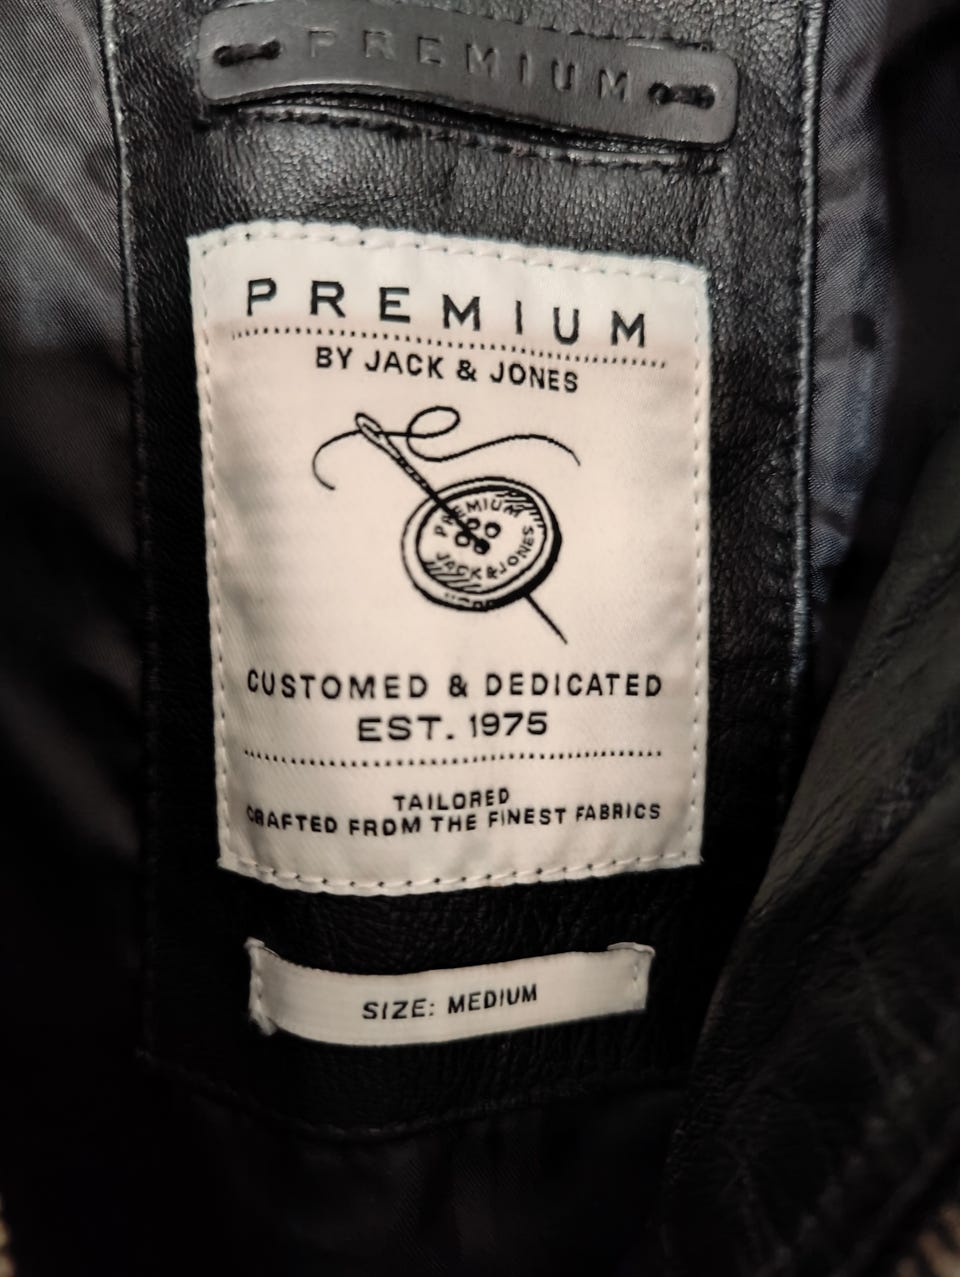 PREMIUM
PREMIUM
BY JACK & JONES
PREMIUM
JACK & JONES
CUSTOMED & DEDICATED
EST. 1975
TAILORED
CRAFTED FROM THE FINEST FABRICS
SIZE: MEDIUM